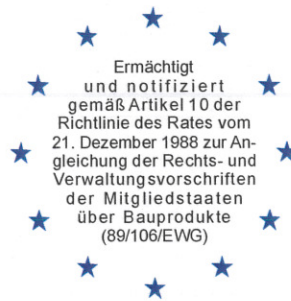 Ermächtigt
und notifiziert
gemäß Artikel 10 der
Richtlinie des Rates vom
21. Dezember 1988 zur An-
gleichung der Rechts- und
Verwaltungsvorschriften
der Mitgliedstaaten
über Bauprodukte
(89/106/EWG)